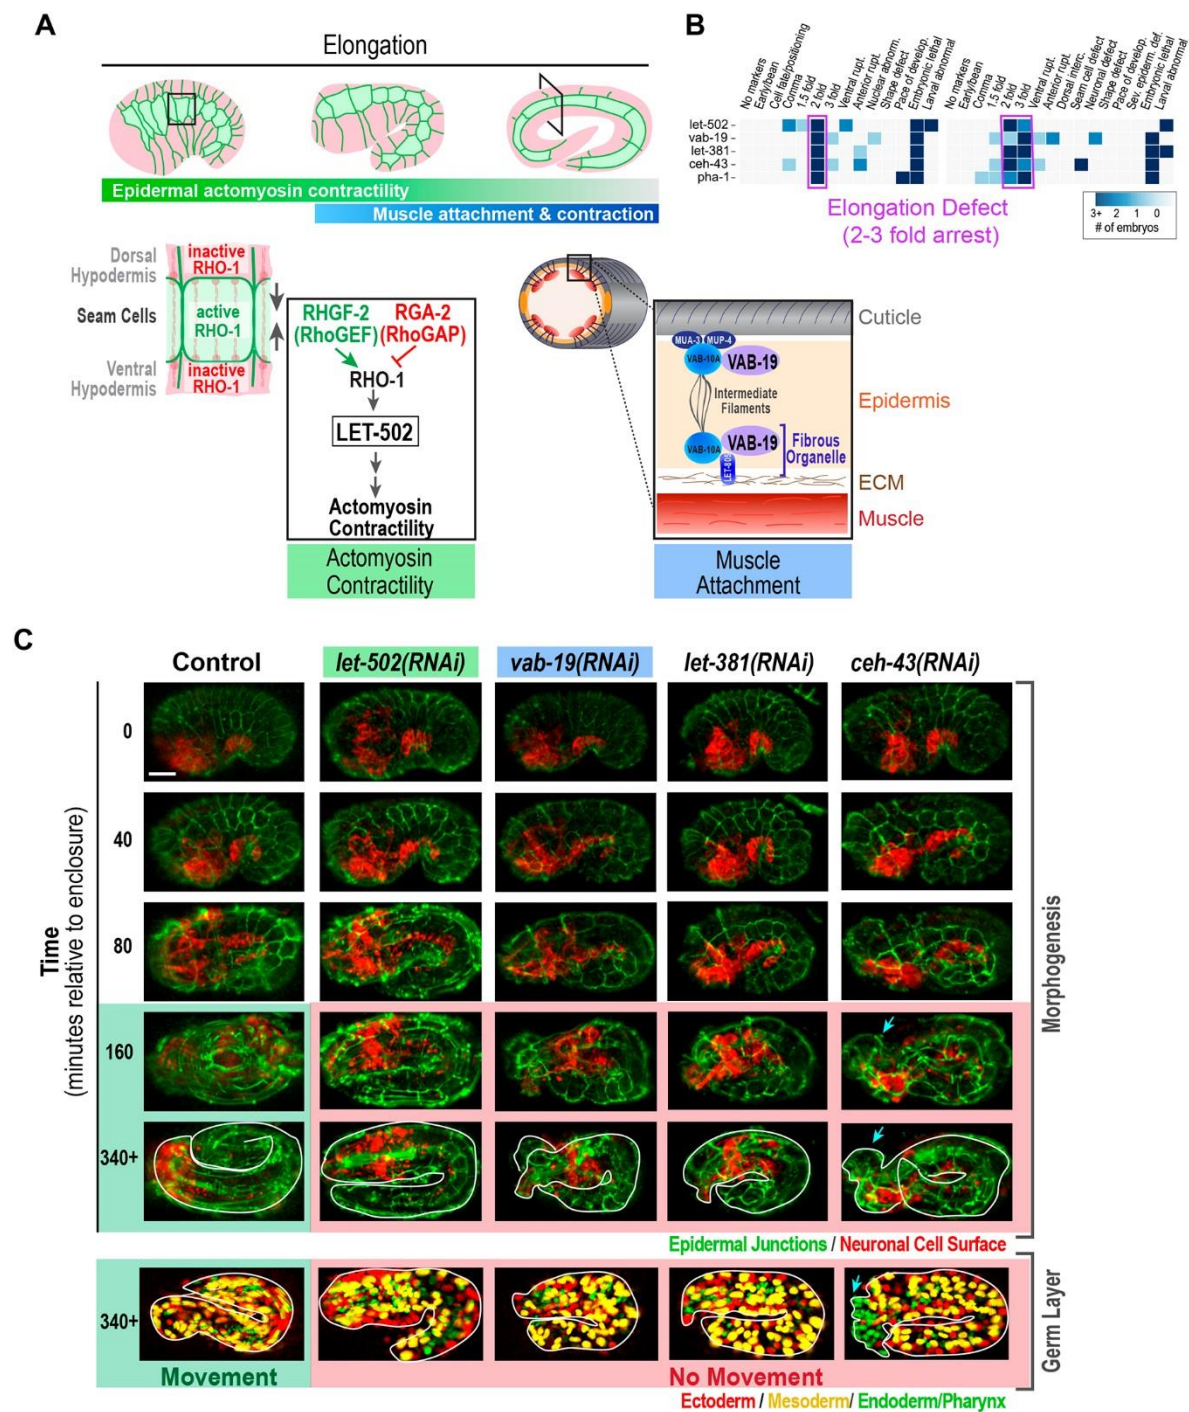 A
Elongation
Epidermal actomyosin contractility
Muscle attachment & contraction
Dorsal
Hypodermis
Seam Cells
Ventral
Hypodermis
inactive
RHO-1
active
RHO-1
inactive
RHO-1
RHGF-2
(RhoGEF)
RGA-2
(RhoGAP)
RHO-1
LET-502
Actomyosin
Contractility
Actomyosin
Contractility
MUA-3
MUP-4
VAB-10A
VAB-19
Intermediate
Filaments
VAB-10A
VAB-19
Fibrous
Organelle
Cuticle
Epidermis
ECM
Muscle
Muscle
Attachment
B
No markers
Early/bean
Cell fate/positioning
Comma
1.5 fold
2 fold
3 fold
Ventral rupt.
Anterior rupt.
Nuclear abnorm.
Shape defect
Pace of develop.
Embryonic lethal
Larval abnormal
No markers
Early/bean
Comma
1.5 fold
2 fold
3 fold
Ventral rupt.
Anterior rupt.
Dorsal interc.
Seam cell defect
Neuronal defect
Shape defect
Pace of develop.
Sev. epiderm. def.
Embryonic lethal
Larval abnormal
let-502
vab-19
let-381
ceh-43
pha-1
Elongation Defect
(2-3 fold arrest)
3+ 2 1 0
# of embryos
C
Control
let-502(RNAi)
vab-19(RNAi)
let-381(RNAi)
ceh-43(RNAi)
Time
(minutes relative to enclosure)
0
40
80
160
340+
Morphogenesis
Epidermal Junctions / Neuronal Cell Surface
340+
Germ Layer
Movement
No Movement
Ectoderm / Mesoderm/ Endoderm/Pharynx